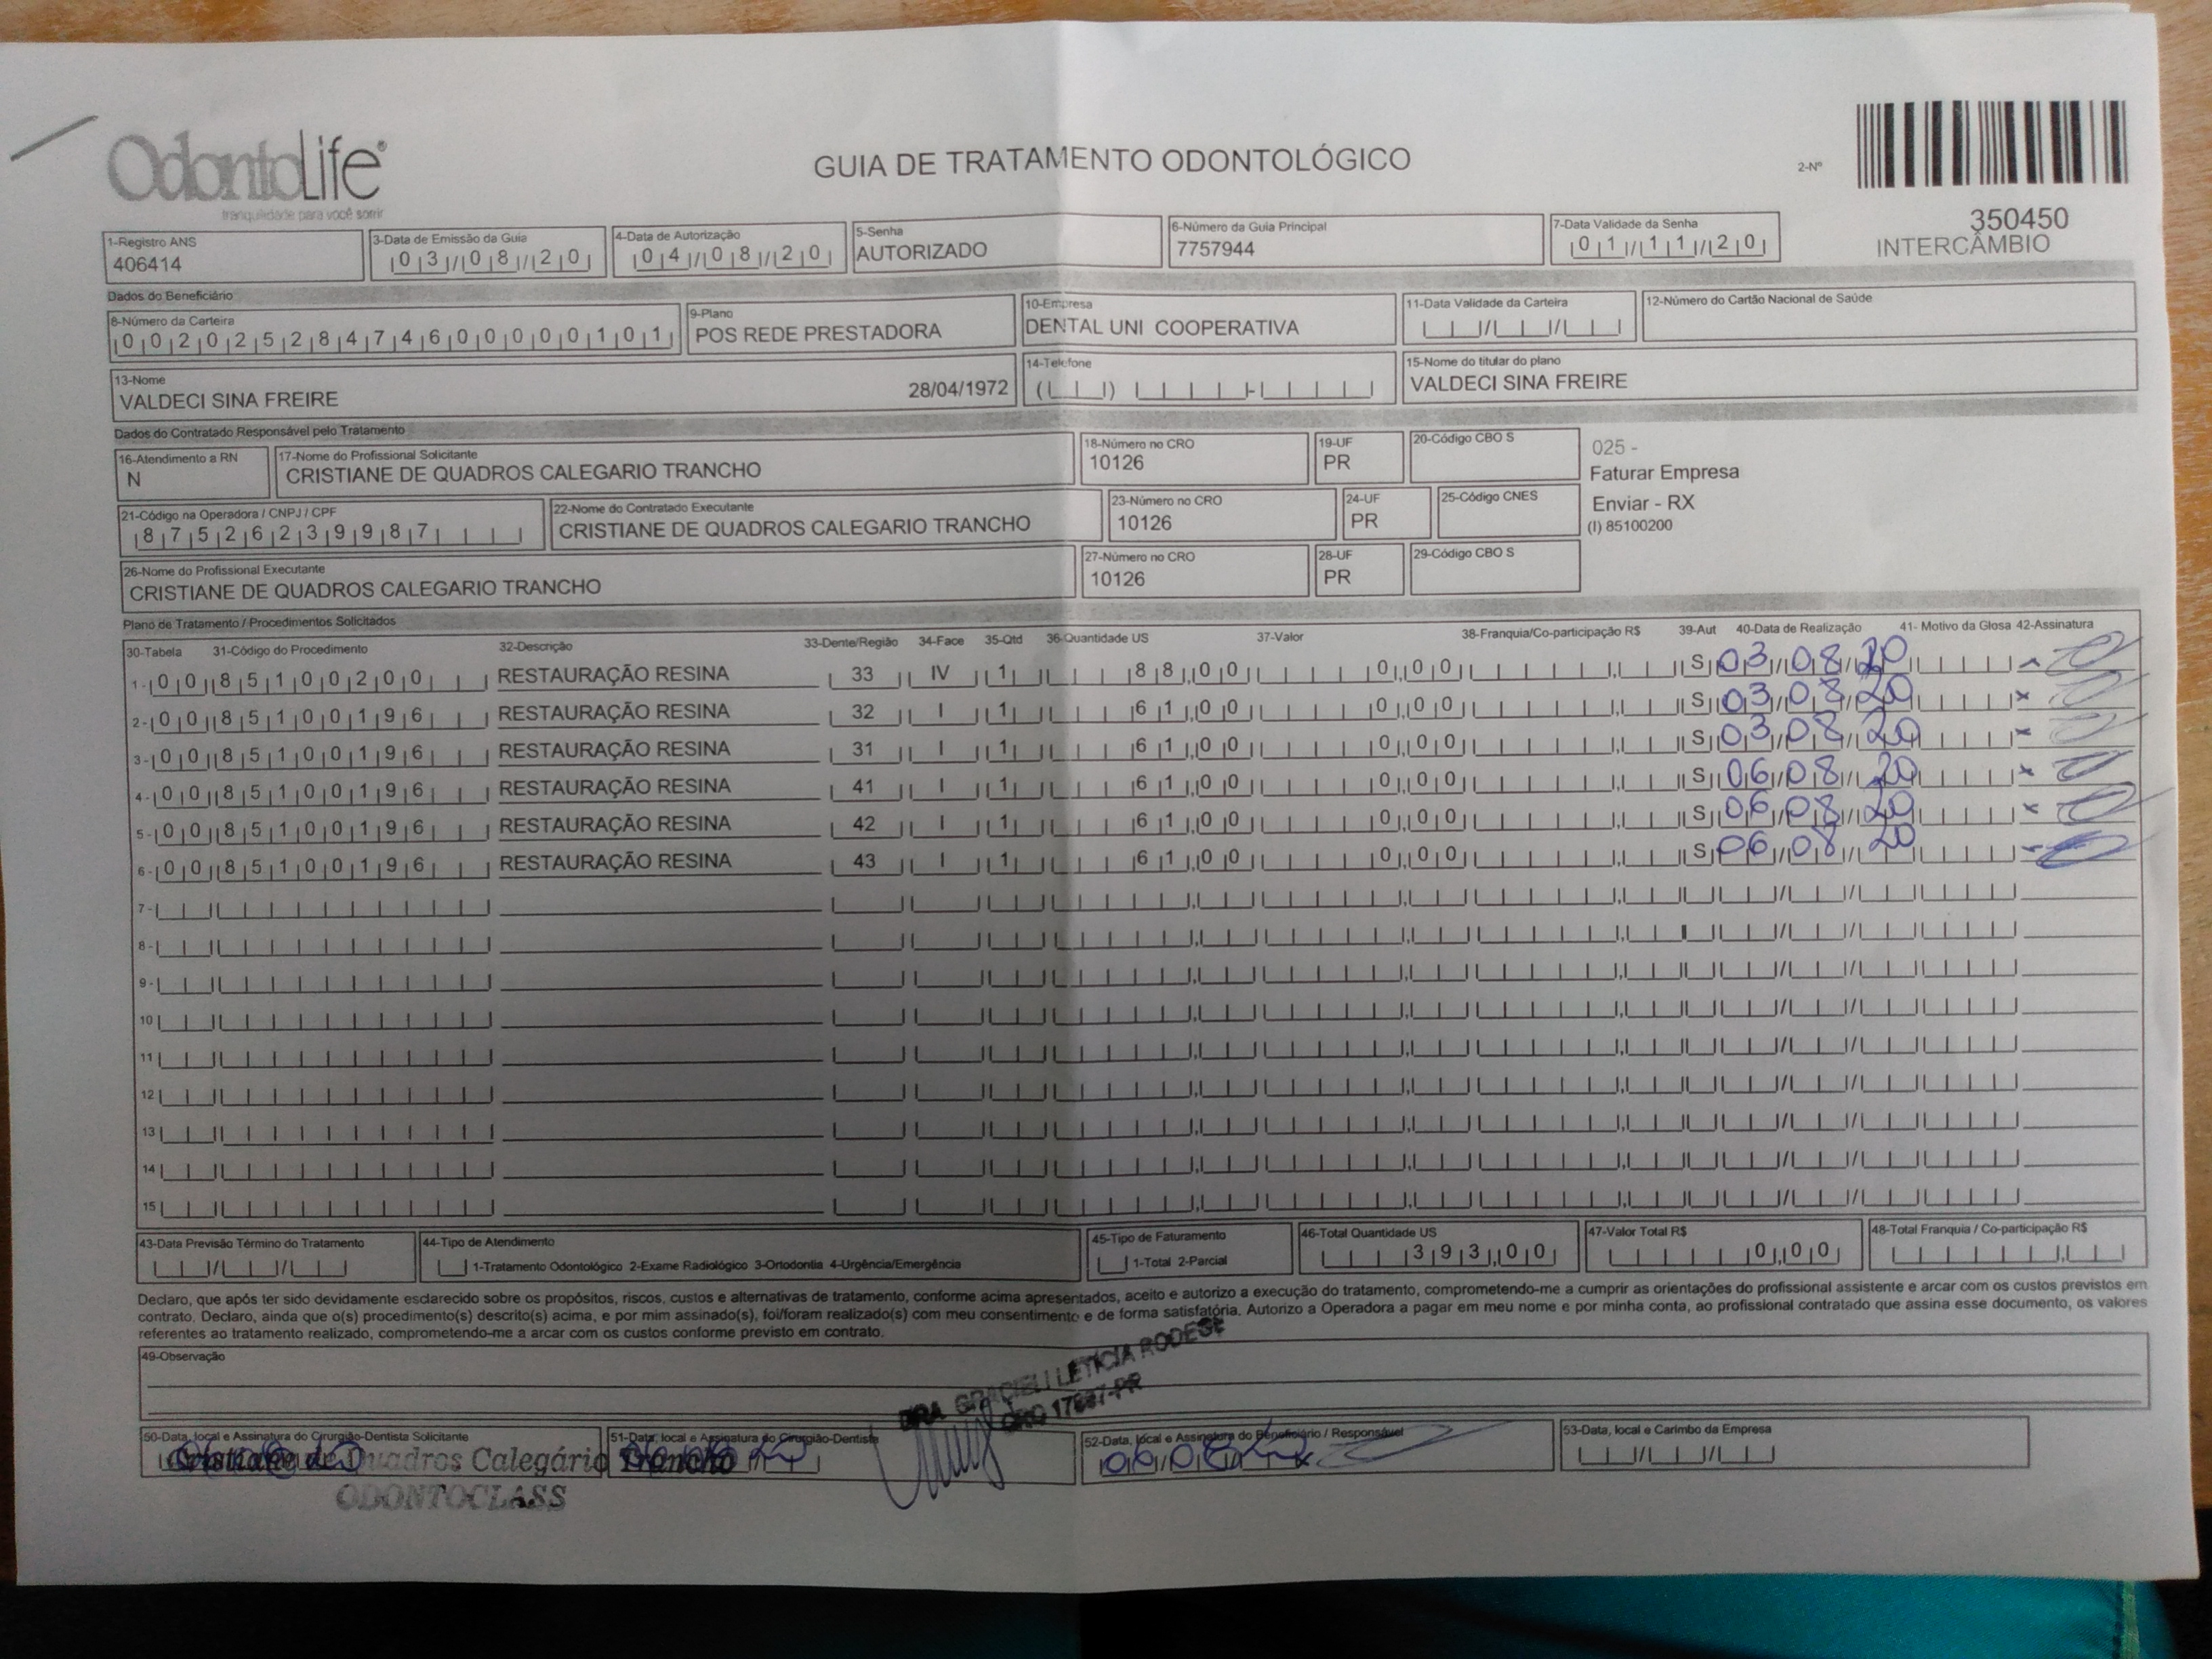 OdontoLife®
tranquilidade para você sorrir
GUIA DE TRATAMENTO ODONTOLÓGICO
2-Nº
350450
INTERCÂMBIO
1-Registro ANS
406414
3-Data de Emissão da Guia
03/08/20
4-Data de Autorização
04/08/20
5-Senha
AUTORIZADO
6-Número da Guia Principal
7757944
7-Data Validade da Senha
01/11/20
Dados do Beneficiário
8-Número da Carteira
00202528474600000101
9-Plano
POS REDE PRESTADORA
10-Empresa
DENTAL UNI COOPERATIVA
11-Data Validade da Carteira
12-Número do Cartão Nacional de Saúde
13-Nome
VALDECI SINA FREIRE 28/04/1972
14-Telefone
15-Nome do titular do plano
VALDECI SINA FREIRE
Dados do Contratado Responsável pelo Tratamento
16-Atendimento a RN
N
17-Nome do Profissional Solicitante
CRISTIANE DE QUADROS CALEGARIO TRANCHO
18-Número no CRO
10126
19-UF
PR
20-Código CBO S
025 -
Faturar Empresa
Enviar - RX
(I) 85100200
21-Código na Operadora / CNPJ / CPF
87526239987
22-Nome do Contratado Executante
CRISTIANE DE QUADROS CALEGARIO TRANCHO
23-Número no CRO
10126
24-UF
PR
25-Código CNES
26-Nome do Profissional Executante
CRISTIANE DE QUADROS CALEGARIO TRANCHO
27-Número no CRO
10126
28-UF
PR
29-Código CBO S
Plano de Tratamento / Procedimentos Solicitados
30-Tabela 31-Código do Procedimento 32-Descrição 33-Dente/Região 34-Face 35-Qtd 36-Quantidade US 37-Valor 38-Franquia/Co-participação R$ 39-Aut 40-Data de Realização 41- Motivo da Glosa 42-Assinatura
1- 00 85100200 RESTAURAÇÃO RESINA 33 IV 1 88,00 0,00 S 03/08/20
2- 00 85100196 RESTAURAÇÃO RESINA 32 I 1 61,00 0,00 S 03/08/20 x
3- 00 85100196 RESTAURAÇÃO RESINA 31 I 1 61,00 0,00 S 03/08/20 x
4- 00 85100196 RESTAURAÇÃO RESINA 41 I 1 61,00 0,00 S 06/08/20 x
5- 00 85100196 RESTAURAÇÃO RESINA 42 I 1 61,00 0,00 S 06/08/20 x
6- 00 85100196 RESTAURAÇÃO RESINA 43 I 1 61,00 0,00 S 06/08/20
7-
8-
9-
10
11
12
13
14
15
43-Data Previsão Término do Tratamento
44-Tipo de Atendimento
1-Tratamento Odontológico 2-Exame Radiológico 3-Ortodontia 4-Urgência/Emergência
45-Tipo de Faturamento
1-Total 2-Parcial
46-Total Quantidade US
393,00
47-Valor Total R$
0,00
48-Total Franquia / Co-participação R$
Declaro, que após ter sido devidamente esclarecido sobre os propósitos, riscos, custos e alternativas de tratamento, conforme acima apresentados, aceito e autorizo a execução do tratamento, comprometendo-me a cumprir as orientações do profissional assistente e arcar com os custos previstos em
contrato. Declaro, ainda que o(s) procedimento(s) descrito(s) acima, e por mim assinado(s), foi/foram realizado(s) com meu consentimento e de forma satisfatória. Autorizo a Operadora a pagar em meu nome e por minha conta, ao profissional contratado que assina esse documento, os valores
referentes ao tratamento realizado, comprometendo-me a arcar com os custos conforme previsto em contrato.
49-Observação
DRA. GRACIELI LETICIA RODESE
CRO PR
50-Data, local e Assinatura do Cirurgião-Dentista Solicitante
51-Data, local e Assinatura do Cirurgião-Dentista
52-Data, local e Assinatura do Beneficiário / Responsável
06/08/20
53-Data, local e Carimbo da Empresa
Cristiane de Quadros Calegário Trancho
ODONTOCLASS